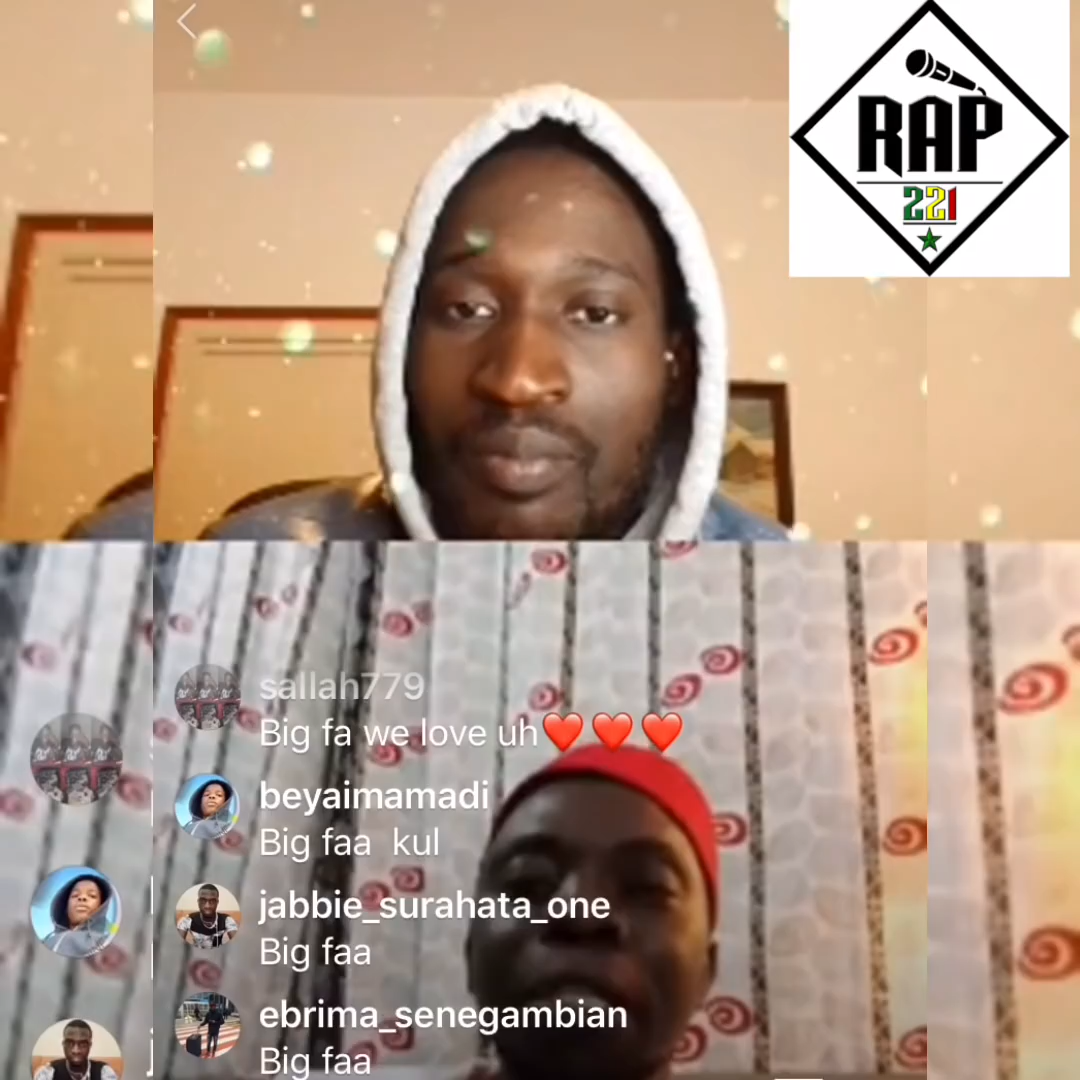 RAP
221
sallah779
Big fa we love uh❤️❤️❤️
beyaimamadi
Big faa kul
jabbie_surahata_one
Big faa
ebrima_senegambian
Big faa